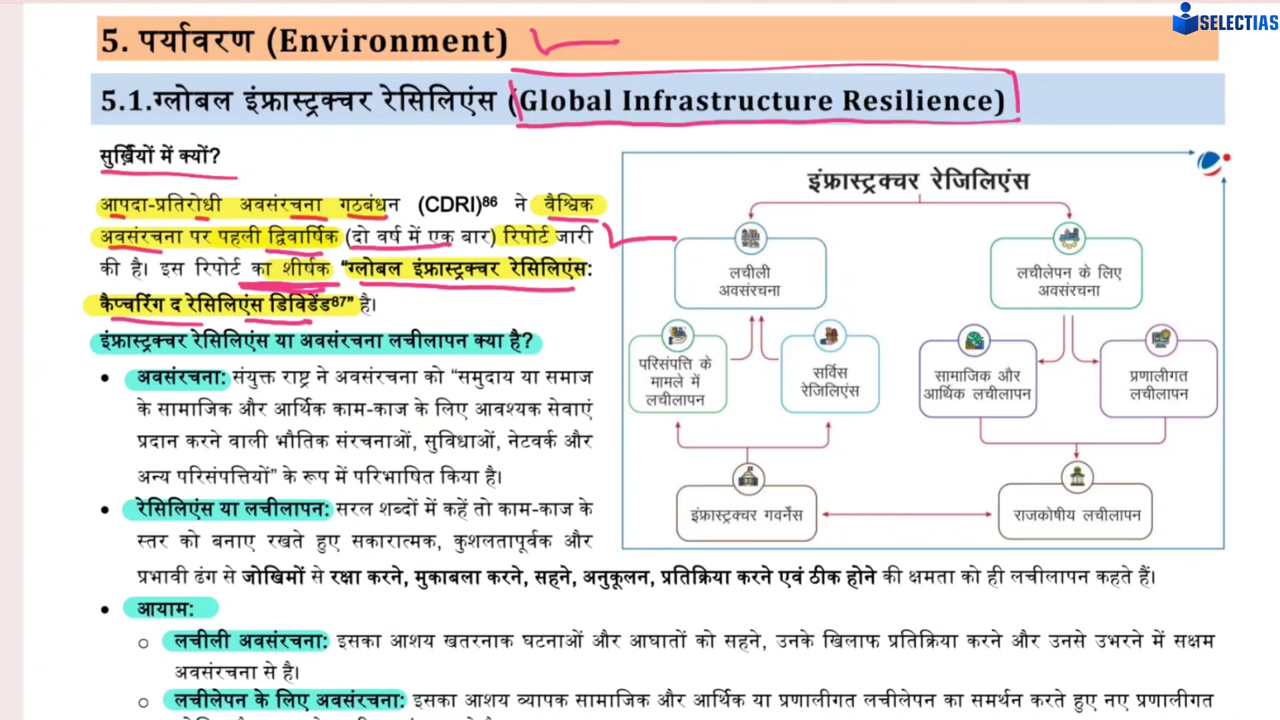 SELECTIAS
5. पर्यावरण (Environment)
5.1.ग्लोबल इंफ्रास्ट्रक्चर रेसिलिएंस (Global Infrastructure Resilience)
सुर्ख़ियों में क्यों?
आपदा-प्रतिरोधी अवसंरचना गठबंधन (CDRI)86 ने वैश्विक
अवसंरचना पर पहली द्विवार्षिक (दो वर्ष में एक बार) रिपोर्ट जारी
की है। इस रिपोर्ट का शीर्षक "ग्लोबल इंफ्रास्ट्रक्चर रेसिलिएंस:
कैप्चरिंग द रेसिलिएंस डिविडेंड87" है।
इंफ्रास्ट्रक्चर रेसिलिएंस या अवसंरचना लचीलापन क्या है?
• अवसंरचना: संयुक्त राष्ट्र ने अवसंरचना को "समुदाय या समाज
के सामाजिक और आर्थिक काम-काज के लिए आवश्यक सेवाएं
प्रदान करने वाली भौतिक संरचनाओं, सुविधाओं, नेटवर्क और
अन्य परिसंपत्तियों" के रूप में परिभाषित किया है।
• रेसिलिएंस या लचीलापन: सरल शब्दों में कहें तो काम-काज के
स्तर को बनाए रखते हुए सकारात्मक, कुशलतापूर्वक और
प्रभावी ढंग से जोखिमों से रक्षा करने, मुकाबला करने, सहने, अनुकूलन, प्रतिक्रिया करने एवं ठीक होने की क्षमता को ही लचीलापन कहते हैं।
• आयाम:
o लचीली अवसंरचना: इसका आशय खतरनाक घटनाओं और आघातों को सहने, उनके खिलाफ प्रतिक्रिया करने और उनसे उभरने में सक्षम
अवसंरचना से है।
o लचीलेपन के लिए अवसंरचना: इसका आशय व्यापक सामाजिक और आर्थिक या प्रणालीगत लचीलेपन का समर्थन करते हुए नए प्रणालीगत
इंफ्रास्ट्रक्चर रेजिलिएंस
लचीली
अवसंरचना
लचीलेपन के लिए
अवसंरचना
परिसंपत्ति के
मामले में
लचीलापन
सर्विस
रेजिलिएंस
सामाजिक और
आर्थिक लचीलापन
प्रणालीगत
लचीलापन
इंफ्रास्ट्रक्चर गवर्नेंस
राजकोषीय लचीलापन